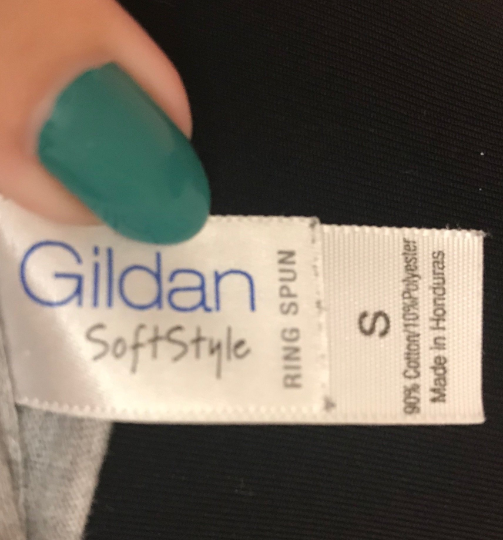 Gildan
SoftStyle
RING SPUN
S
90% Cotton/10%Polyester
Made in Honduras